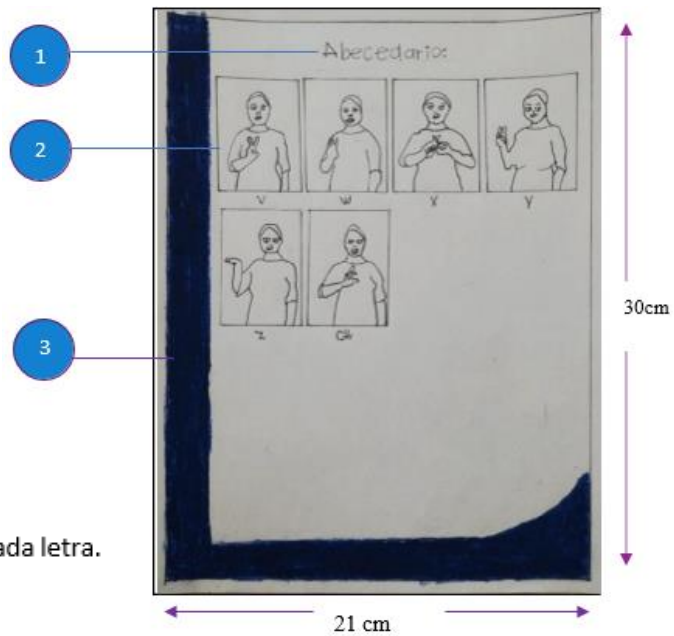 1
Abecedario:
2
V W X Y
3
Z CH
30cm
ada letra.
21 cm